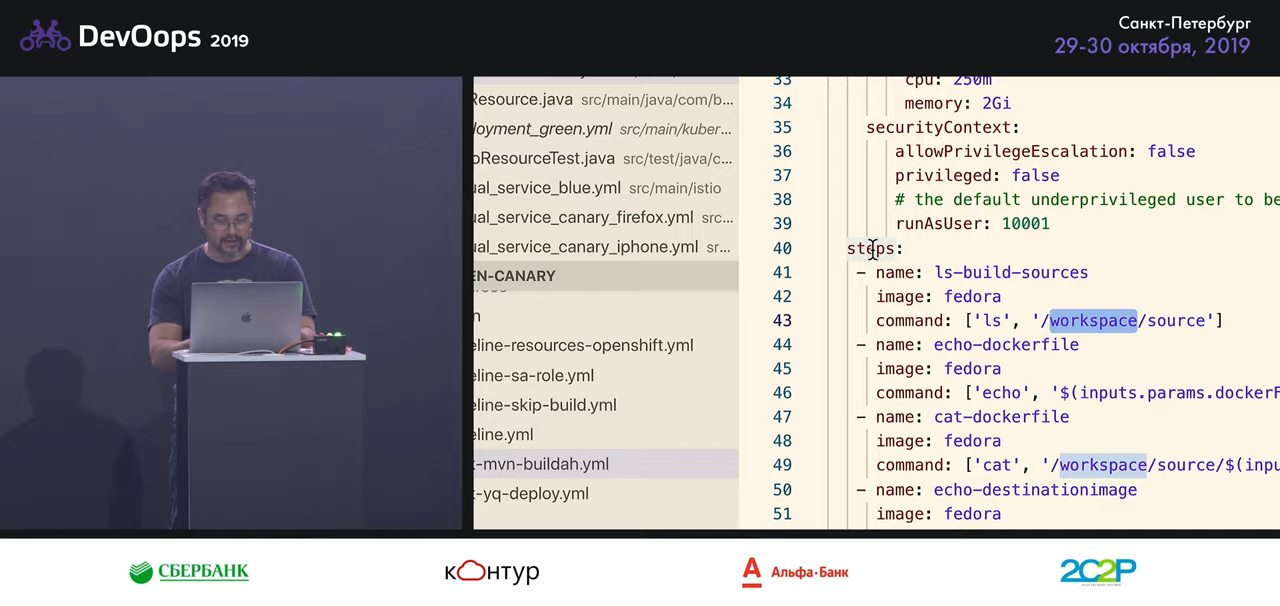 DevOops 2019
Санкт-Петербург
29-30 октября, 2019
Resource.java src/main/java/com/b...
loyment_green.yml src/main/kuber...
oResourceTest.java src/test/java/c...
ual_service_blue.yml src/main/istio
ual_service_canary_firefox.yml src...
ual_service_canary_iphone.yml sr...
EN-CANARY
n
eline-resources-openshift.yml
eline-sa-role.yml
eline-skip-build.yml
eline.yml
-mvn-buildah.yml
-yq-deploy.yml
33 cpu: 250m
34 memory: 2Gi
35 securityContext:
36 allowPrivilegeEscalation: false
37 privileged: false
38 # the default underprivileged user to be
39 runAsUser: 10001
40 steps:
41 - name: ls-build-sources
42 image: fedora
43 command: ['ls', '/workspace/source']
44 - name: echo-dockerfile
45 image: fedora
46 command: ['echo', '$(inputs.params.dockerF
47 - name: cat-dockerfile
48 image: fedora
49 command: ['cat', '/workspace/source/$(inpu
50 - name: echo-destinationimage
51 image: fedora
СБЕРБАНК
контур
Альфа·Банк
2C2P